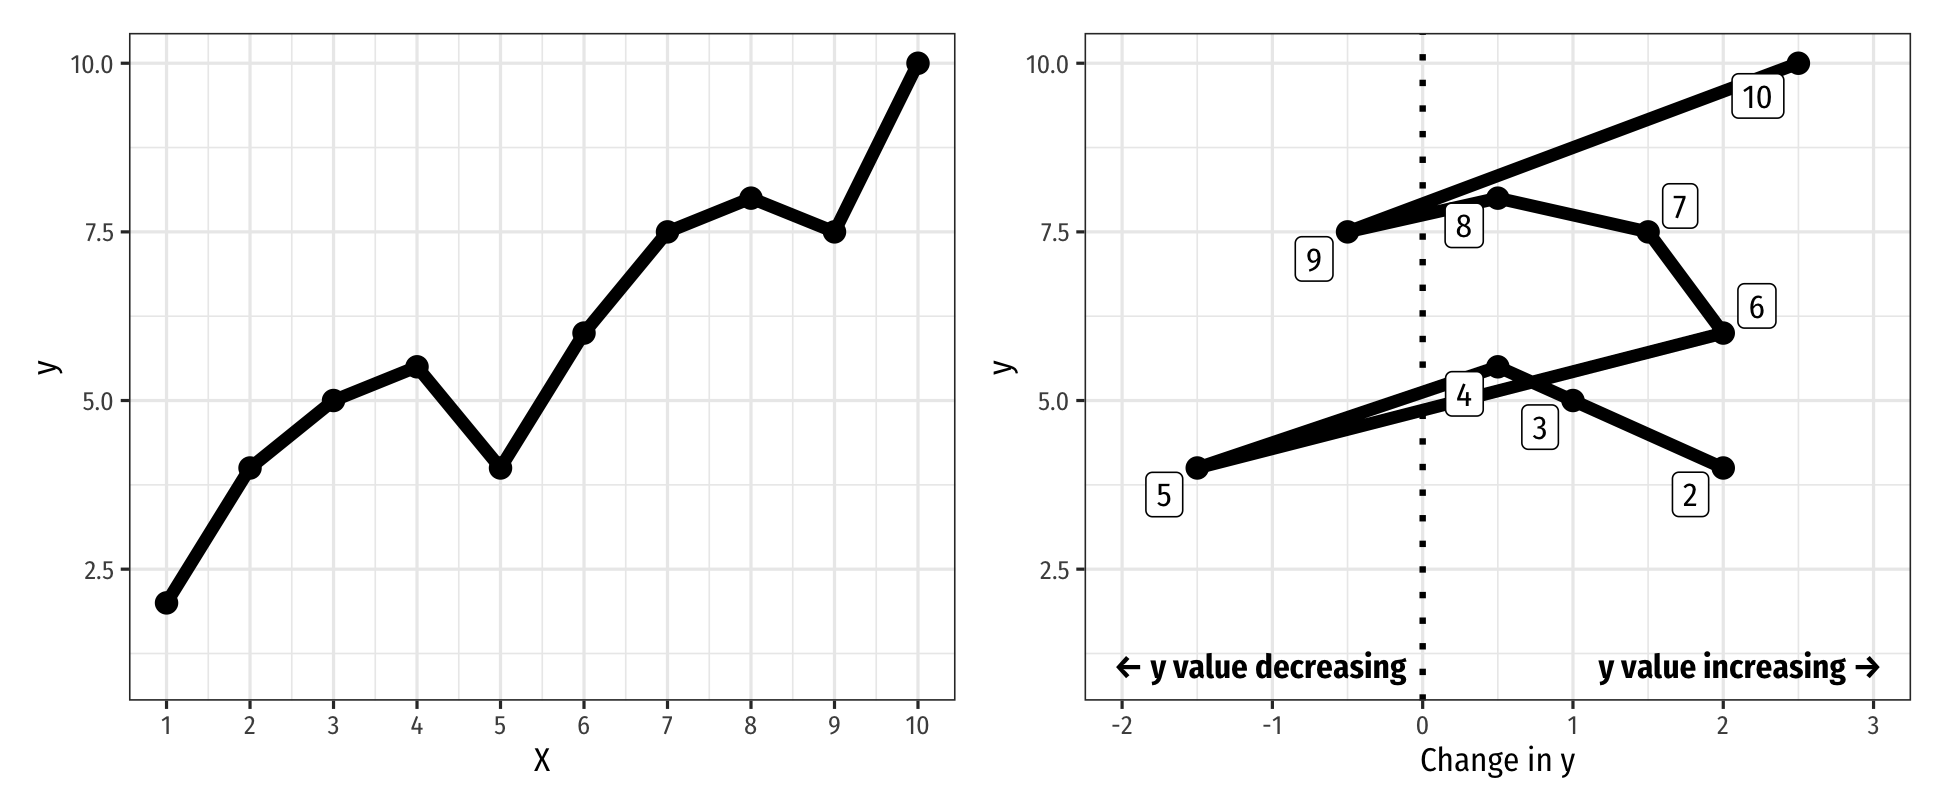 10.0
7.5
5.0
2.5
y
1 2 3 4 5 6 7 8 9 10
X
10.0
7.5
5.0
2.5
y
10
7
8
9
6
4
3
5
2
← y value decreasing
y value increasing →
-2 -1 0 1 2 3
Change in y